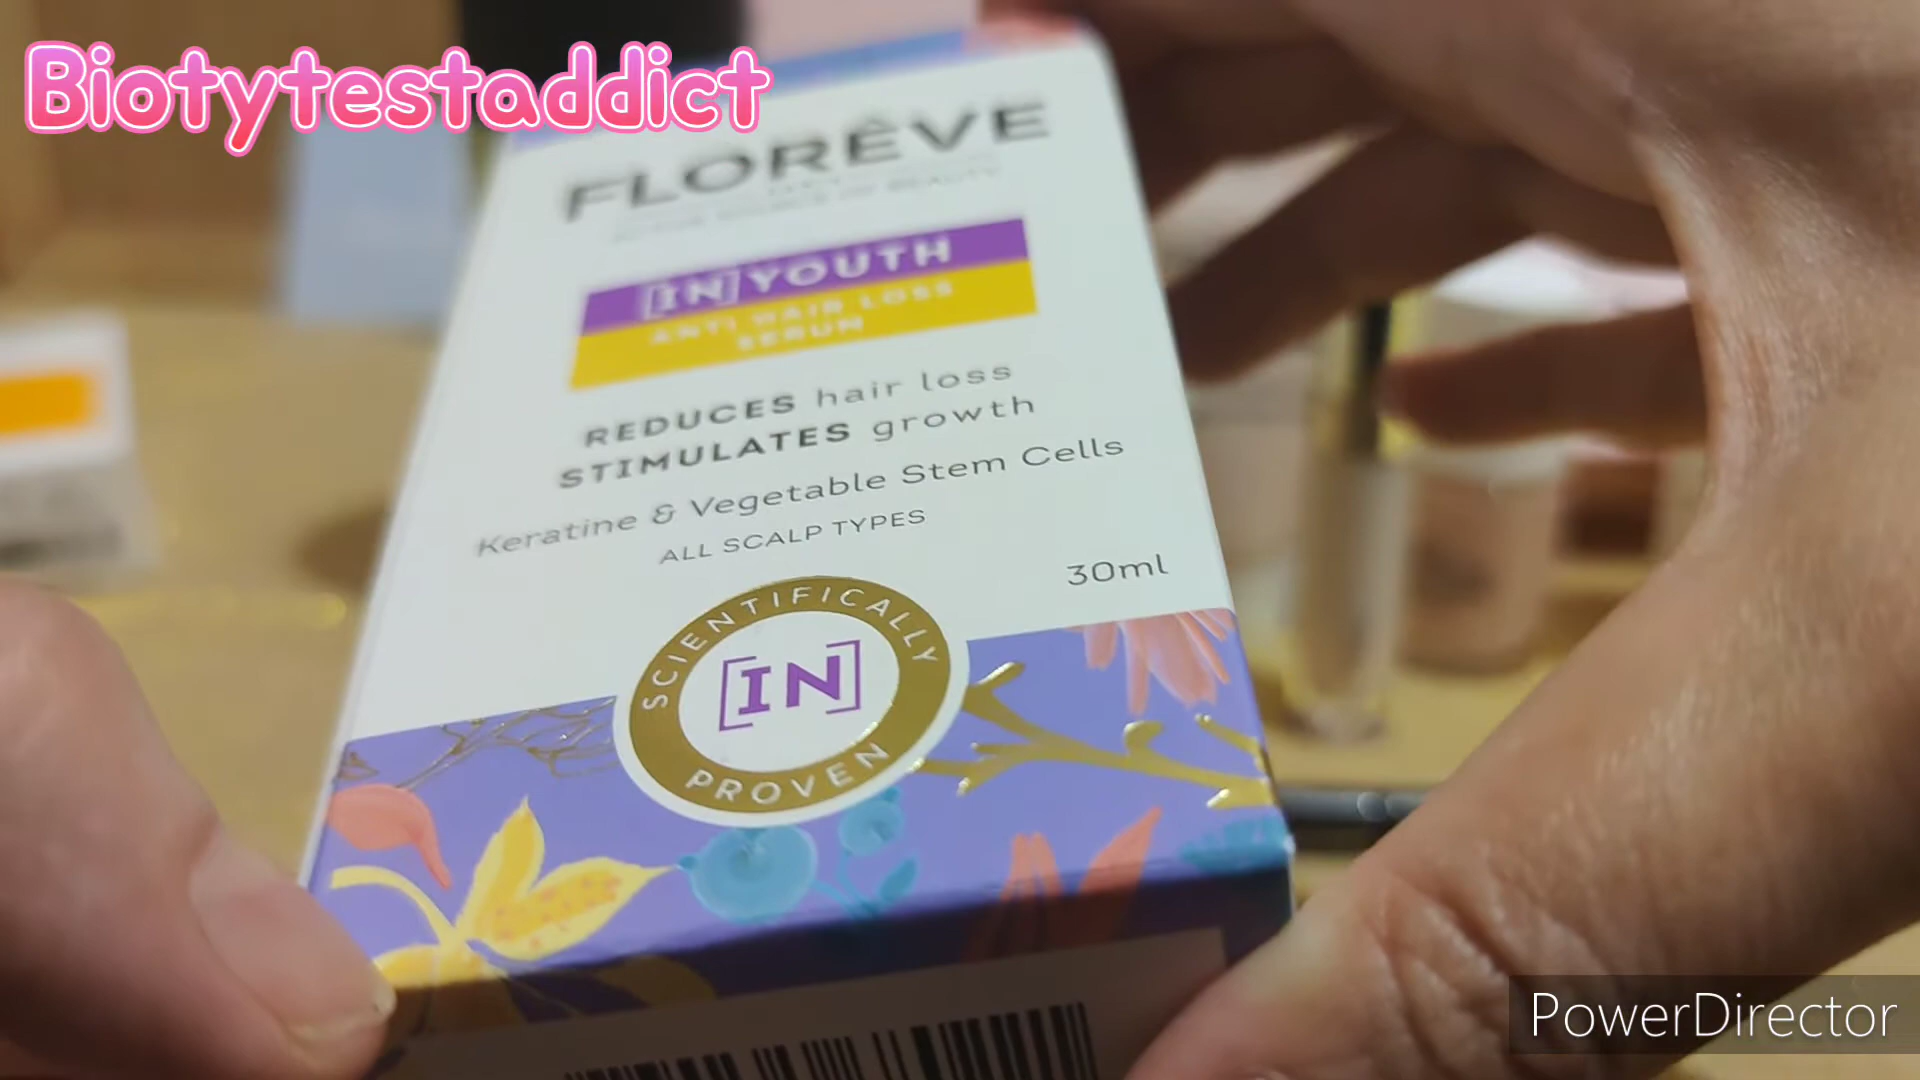 Biotytestaddict
FLORÊVE
[IN]YOUTH
ANTI HAIR LOSS
SERUM
REDUCES hair loss
STIMULATES growth
Keratine & Vegetable Stem Cells
ALL SCALP TYPES
30ml
SCIENTIFICALLY
[IN]
PROVEN
PowerDirector